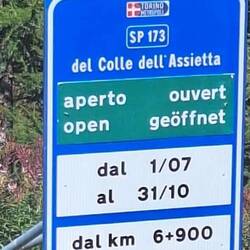 TORINO
METROPOLI
SP 173
del Colle dell'Assietta
aperto ouvert
open geöffnet
dal 1/07
al 31/10
dal km 6+900